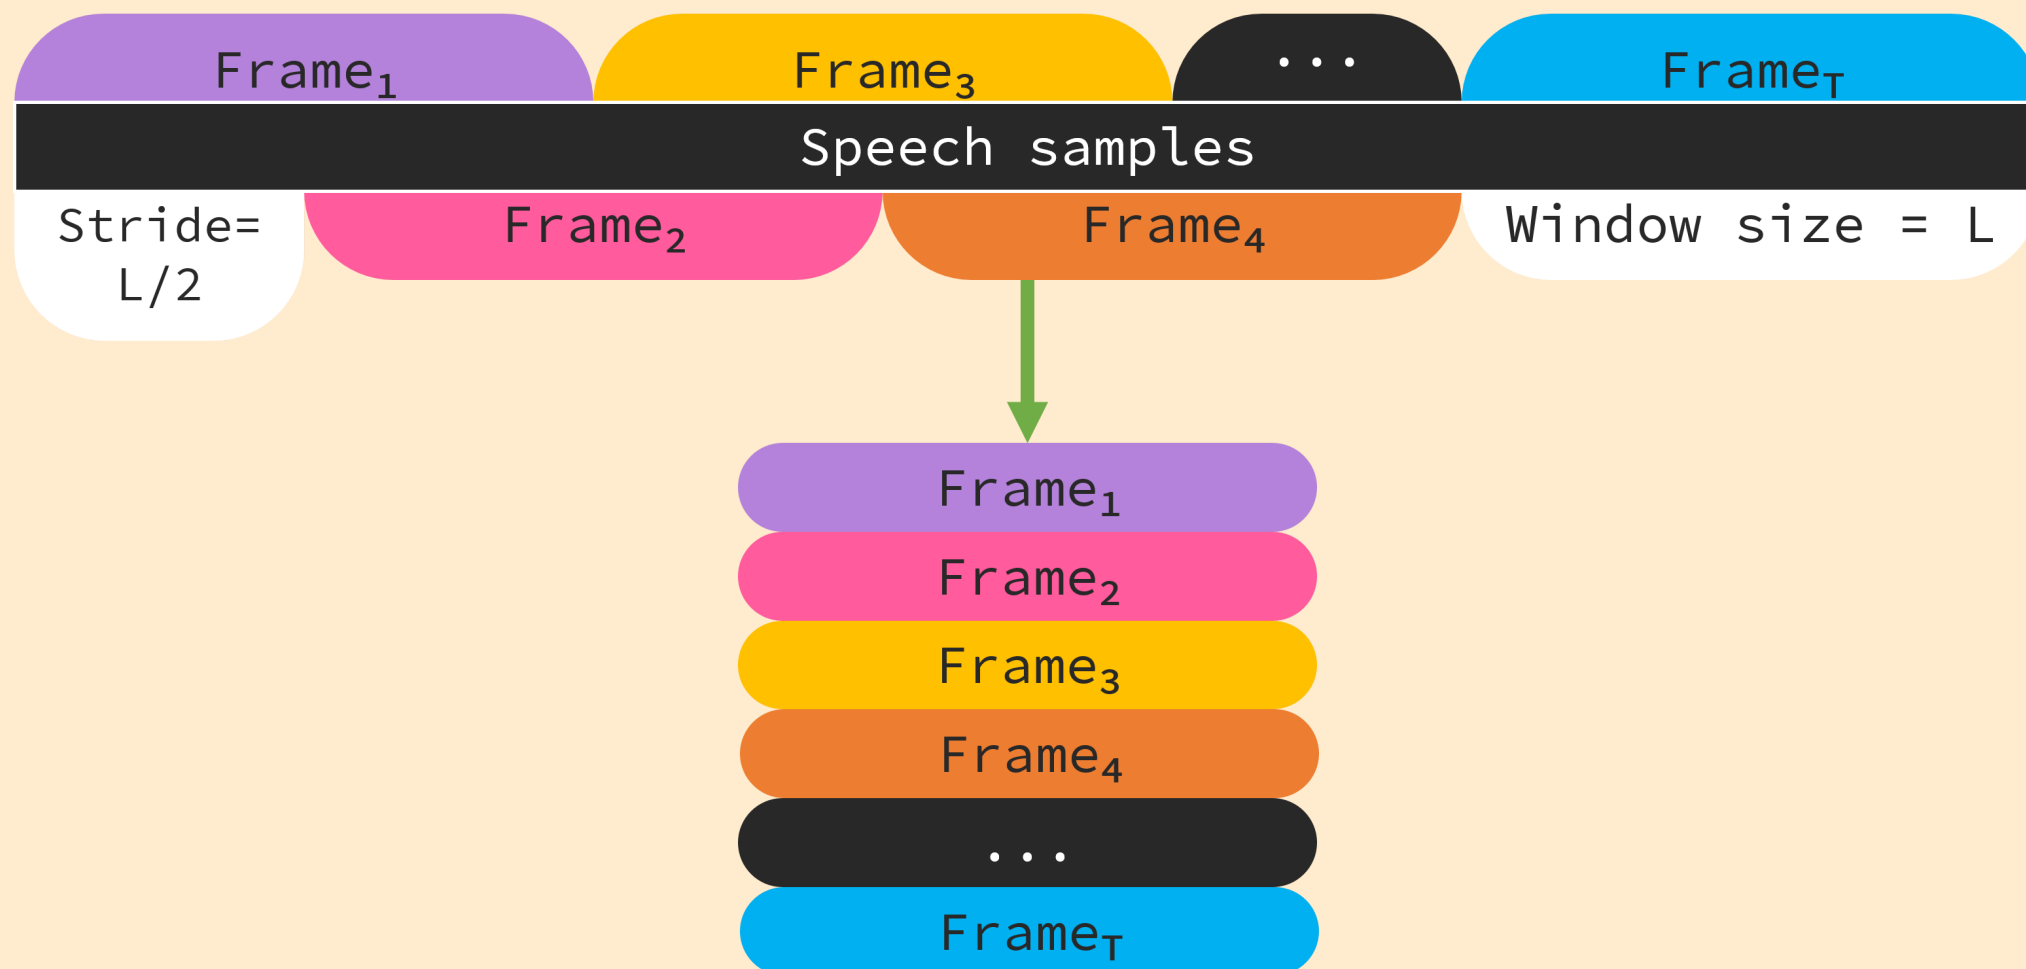 Frame₁ Frame₃ ... Frame_T
Speech samples
Stride=
L/2
Frame₂ Frame₄ Window size = L
Frame₁
Frame₂
Frame₃
Frame₄
...
Frame_T